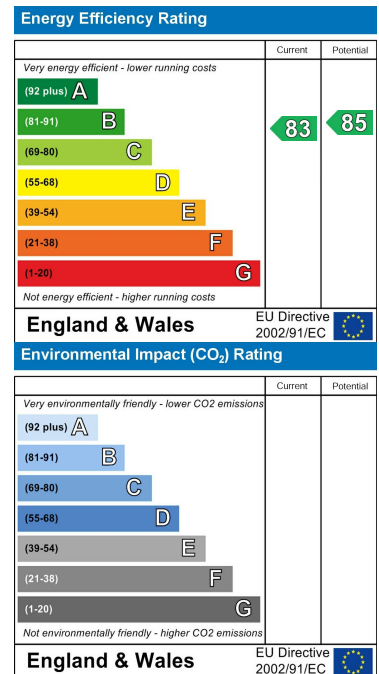 Energy Efficiency Rating
Current Potential
Very energy efficient - lower running costs
(92 plus) A
(81-91) B
83 85
(69-80) C
(55-68) D
(39-54) E
(21-38) F
(1-20) G
Not energy efficient - higher running costs
England & Wales
EU Directive
2002/91/EC
Environmental Impact (CO₂) Rating
Current Potential
Very environmentally friendly - lower CO2 emissions
(92 plus) A
(81-91) B
(69-80) C
(55-68) D
(39-54) E
(21-38) F
(1-20) G
Not environmentally friendly - higher CO2 emissions
England & Wales
EU Directive
2002/91/EC